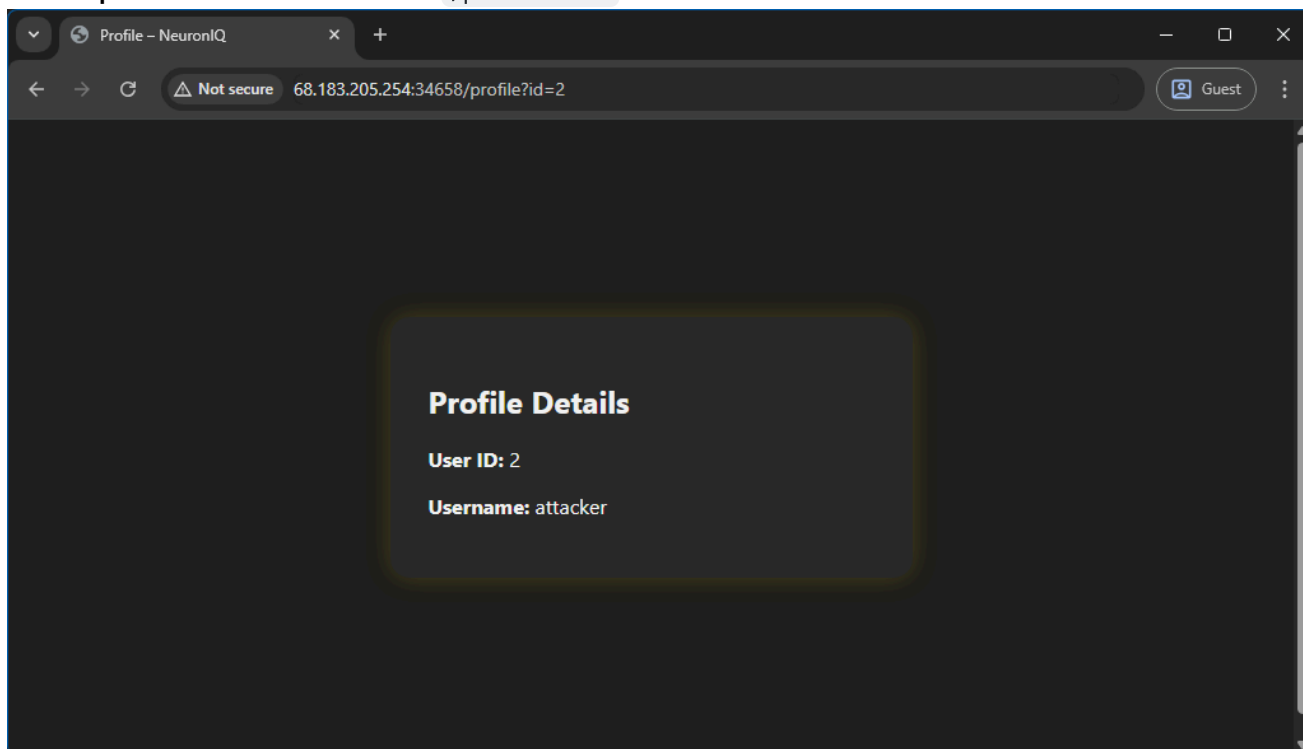 Profile – NeuronIQ
Not secure 68.183.205.254:34658/profile?id=2 Guest
Profile Details
User ID: 2
Username: attacker